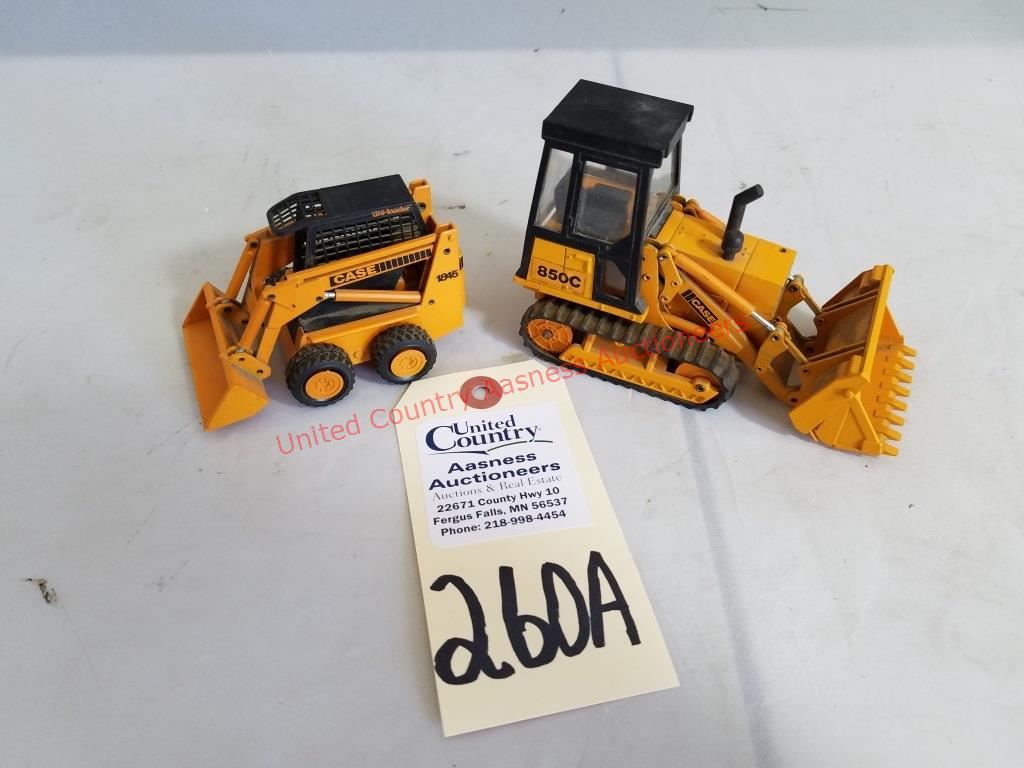 Uni-loader
CASE
1845
850C
CASE
United Country Aasness Auctioneers
United
Country
Aasness
Auctioneers
Auctions & Real Estate
22671 County Hwy 10
Fergus Falls, MN 56537
Phone: 218-998-4454
260A